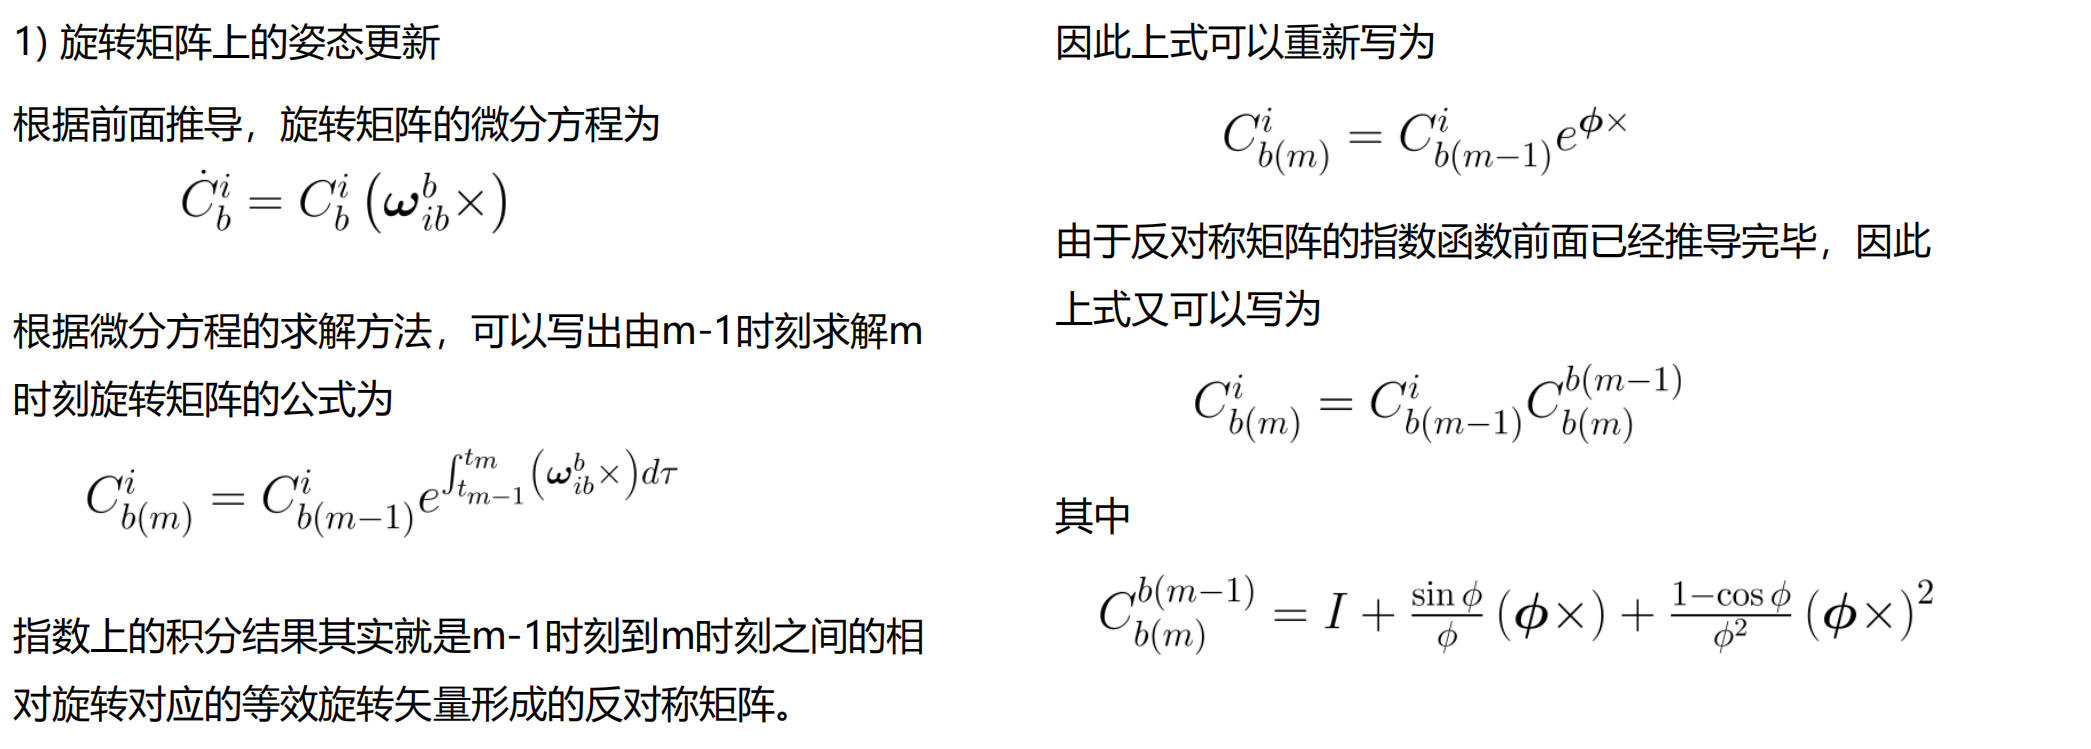 1) 旋转矩阵上的姿态更新
根据前面推导，旋转矩阵的微分方程为
$\dot{C}_b^i = C_b^i \left( \boldsymbol{\omega}_{ib}^b \times \right)$
根据微分方程的求解方法，可以写出由m-1时刻求解m
时刻旋转矩阵的公式为
$C_{b(m)}^i = C_{b(m-1)}^i e^{\int_{t_{m-1}}^{t_m} \left( \boldsymbol{\omega}_{ib}^b \times \right) d\tau}$
指数上的积分结果其实就是m-1时刻到m时刻之间的相
对旋转对应的等效旋转矢量形成的反对称矩阵。
因此上式可以重新写为
$C_{b(m)}^i = C_{b(m-1)}^i e^{\boldsymbol{\phi} \times}$
由于反对称矩阵的指数函数前面已经推导完毕，因此
上式又可以写为
$C_{b(m)}^i = C_{b(m-1)}^i C_{b(m)}^{b(m-1)}$
其中
$C_{b(m)}^{b(m-1)} = I + \frac{\sin \phi}{\phi} \left( \boldsymbol{\phi} \times \right) + \frac{1 - \cos \phi}{\phi^2} \left( \boldsymbol{\phi} \times \right)^2$